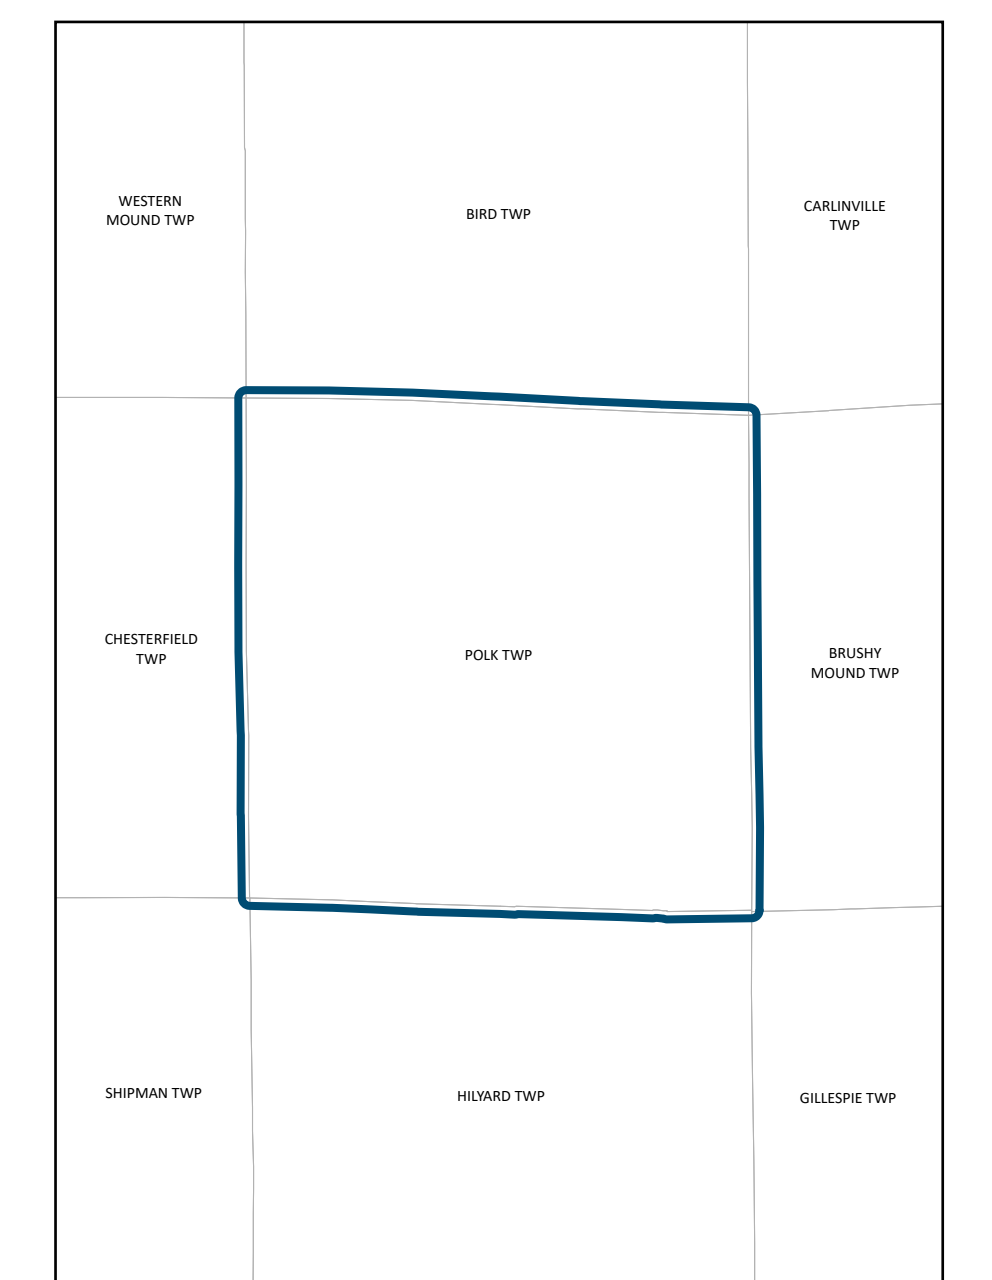 WESTERN
MOUND TWP
BIRD TWP
CARLINVILLE
TWP
CHESTERFIELD
TWP
POLK TWP
BRUSHY
MOUND TWP
SHIPMAN TWP
HILYARD TWP
GILLESPIE TWP